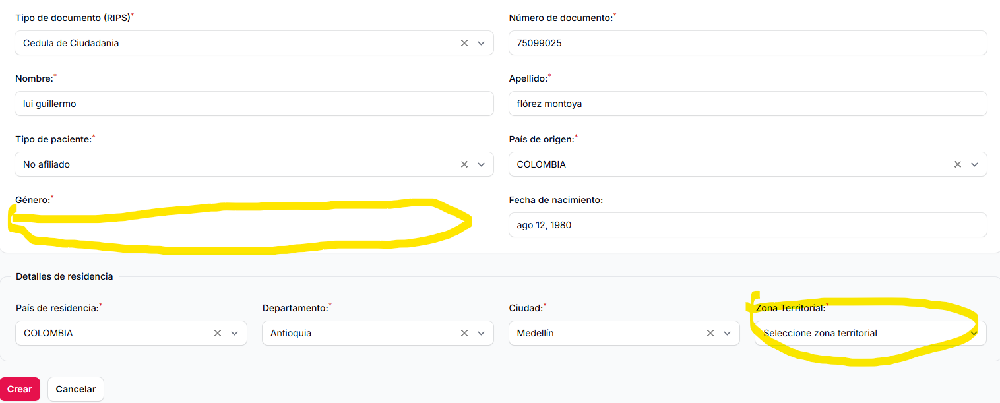 Tipo de documento (RIPS)* Número de documento:*
Cedula de Ciudadania 75099025
Nombre:* Apellido:*
lui guillermo flórez montoya
Tipo de paciente:* País de origen:*
No afiliado COLOMBIA
Género:* Fecha de nacimiento:
ago 12, 1980
Detalles de residencia
País de residencia:* Departamento:* Ciudad:* Zona Territorial:*
COLOMBIA Antioquia Medellín Seleccione zona territorial
Crear Cancelar